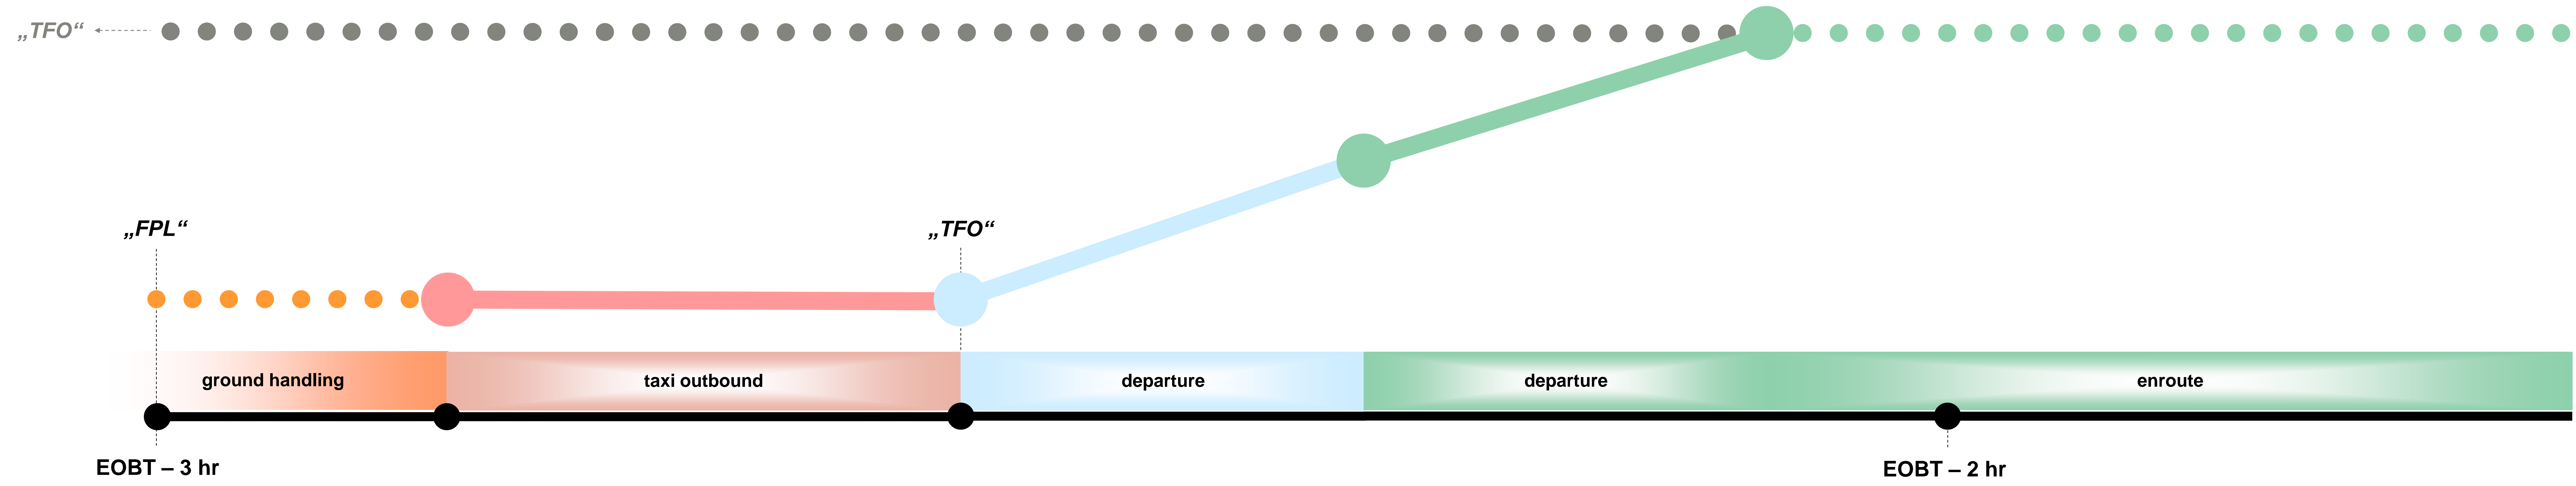 „TFO“
„FPL“
„TFO“
ground handling
taxi outbound
departure
departure
enroute
EOBT – 3 hr
EOBT – 2 hr